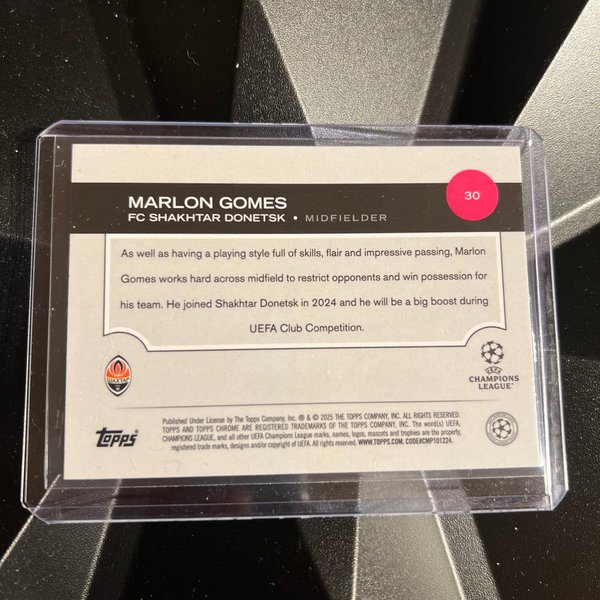 30
MARLON GOMES
FC SHAKHTAR DONETSK • MIDFIELDER
As well as having a playing style full of skills, flair and impressive passing, Marlon
Gomes works hard across midfield to restrict opponents and win possession for
his team. He joined Shakhtar Donetsk in 2024 and he will be a big boost during
UEFA Club Competition.
ШАХТАР
UEFA
CHAMPIONS
LEAGUE
Topps
Published Under License by The Topps Company, Inc. ® & © 2025 THE TOPPS COMPANY, INC. ALL RIGHTS RESERVED.
TOPPS AND TOPPS CHROME ARE REGISTERED TRADEMARKS OF THE TOPPS COMPANY, INC. The word(s) UEFA,
CHAMPIONS LEAGUE, and all other UEFA Champions League marks, names, logos, mascots and trophies are the property,
registered trade marks, designs and/or copyright of UEFA. All rights reserved. WWW.TOPPS.COM. CODE#CMP101224.